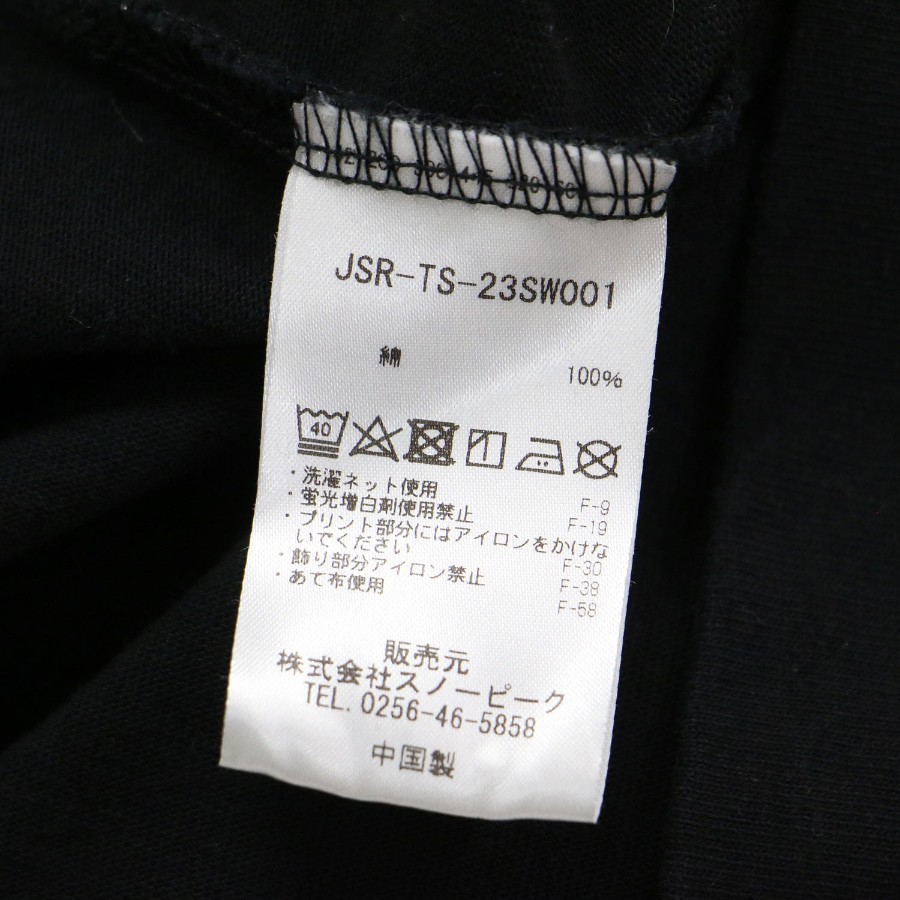 JSR-TS-23SW001
綿 100%
40
・洗濯ネット使用 F-9
・蛍光増白剤使用禁止 F-19
・プリント部分にはアイロンをかけな
いでください F-30
・飾り部分アイロン禁止 F-38
・あて布使用 F-58
販売元
株式会社スノーピーク
TEL. 0256-46-5858
中国製